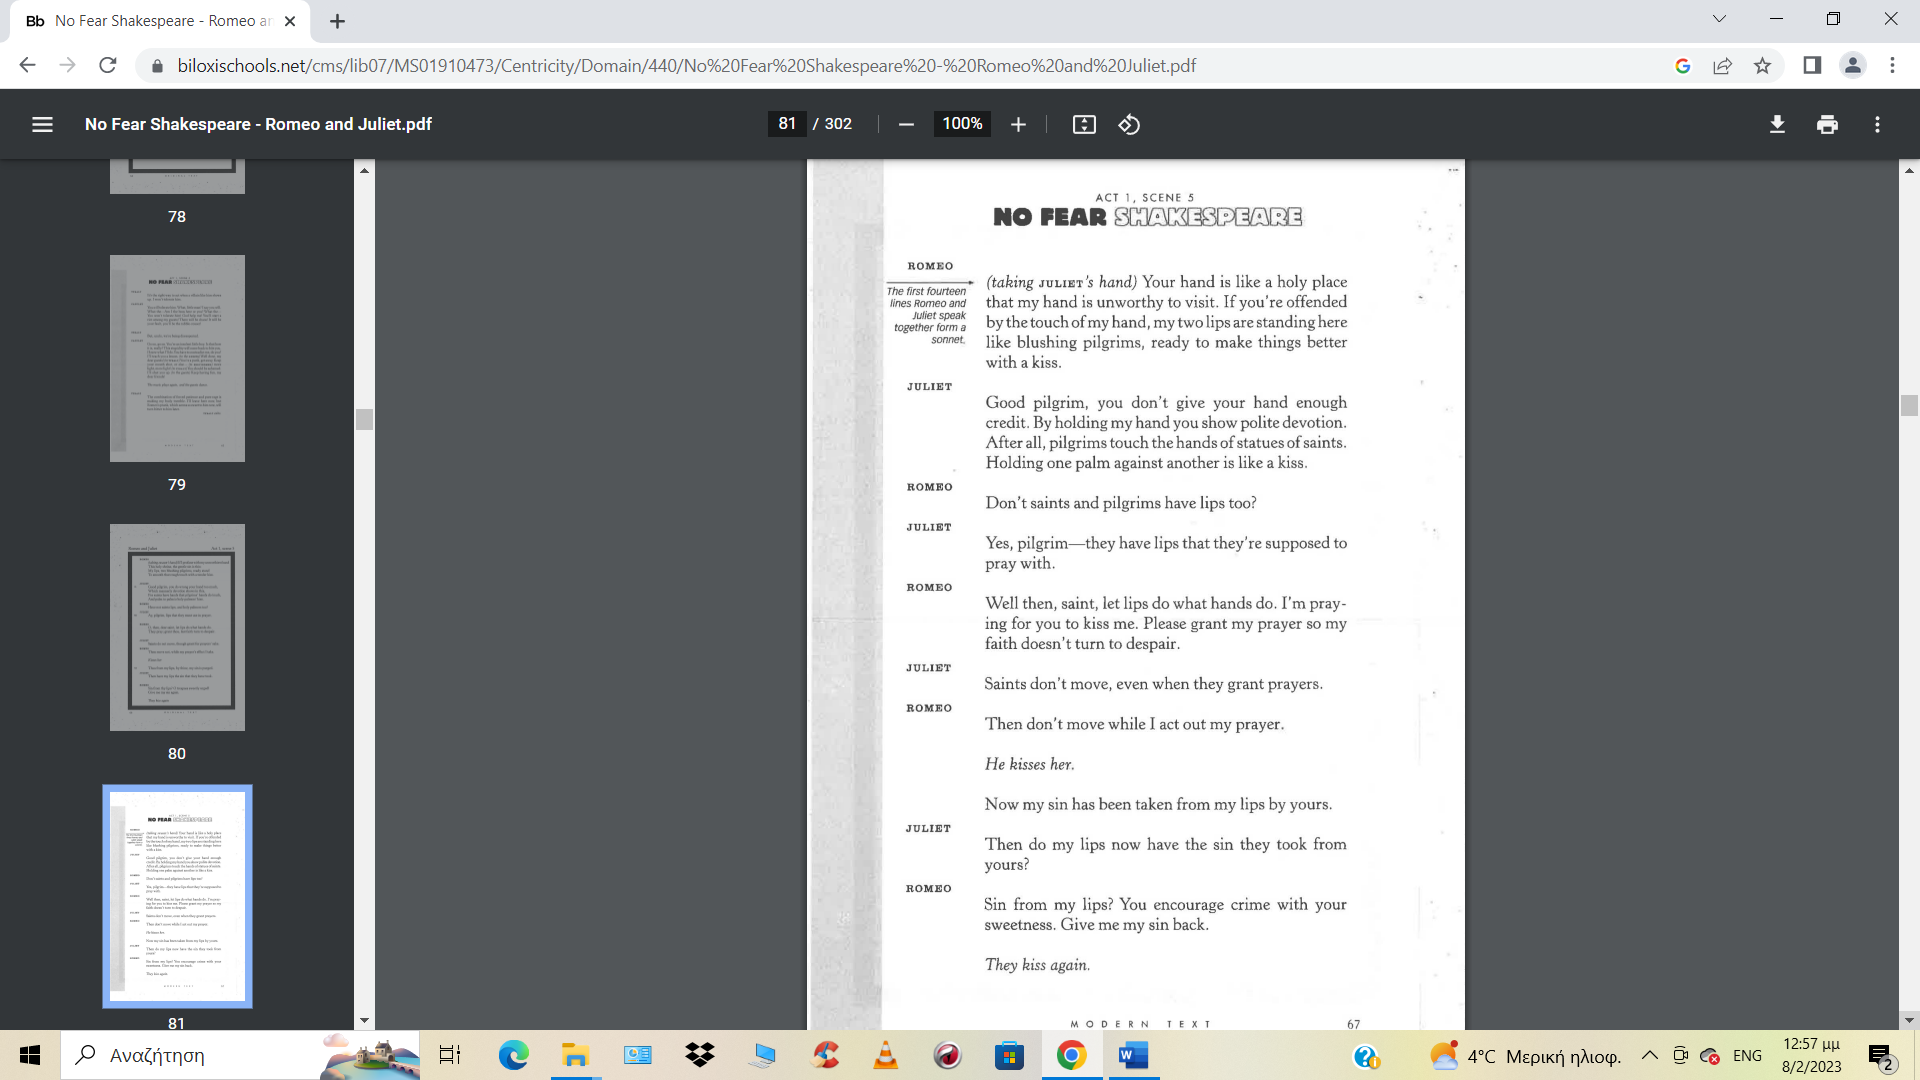 Bb No Fear Shakespeare - Romeo ar
biloxischools.net/cms/lib07/MS01910473/Centricity/Domain/440/No%20Fear%20Shakespeare%20-%20Romeo%20and%20Juliet.pdf
No Fear Shakespeare - Romeo and Juliet.pdf
81 / 302
100%
78
79
80
81
ACT 1, SCENE 5
NO FEAR SHAKESPEARE
ROMEO
The first fourteen
lines Romeo and
Juliet speak
together form a
sonnet.
(taking JULIET's hand) Your hand is like a holy place
that my hand is unworthy to visit. If you're offended
by the touch of my hand, my two lips are standing here
like blushing pilgrims, ready to make things better
with a kiss.
JULIET
Good pilgrim, you don't give your hand enough
credit. By holding my hand you show polite devotion.
After all, pilgrims touch the hands of statues of saints.
Holding one palm against another is like a kiss.
ROMEO
Don't saints and pilgrims have lips too?
JULIET
Yes, pilgrim—they have lips that they're supposed to
pray with.
ROMEO
Well then, saint, let lips do what hands do. I'm pray-
ing for you to kiss me. Please grant my prayer so my
faith doesn't turn to despair.
JULIET
Saints don't move, even when they grant prayers.
ROMEO
Then don't move while I act out my prayer.
He kisses her.
Now my sin has been taken from my lips by yours.
JULIET
Then do my lips now have the sin they took from
yours?
ROMEO
Sin from my lips? You encourage crime with your
sweetness. Give me my sin back.
They kiss again.
MODERN TEXT
67
Αναζήτηση
4°C Μερική ηλιοφ.
ENG
12:57 μμ
8/2/2023
2